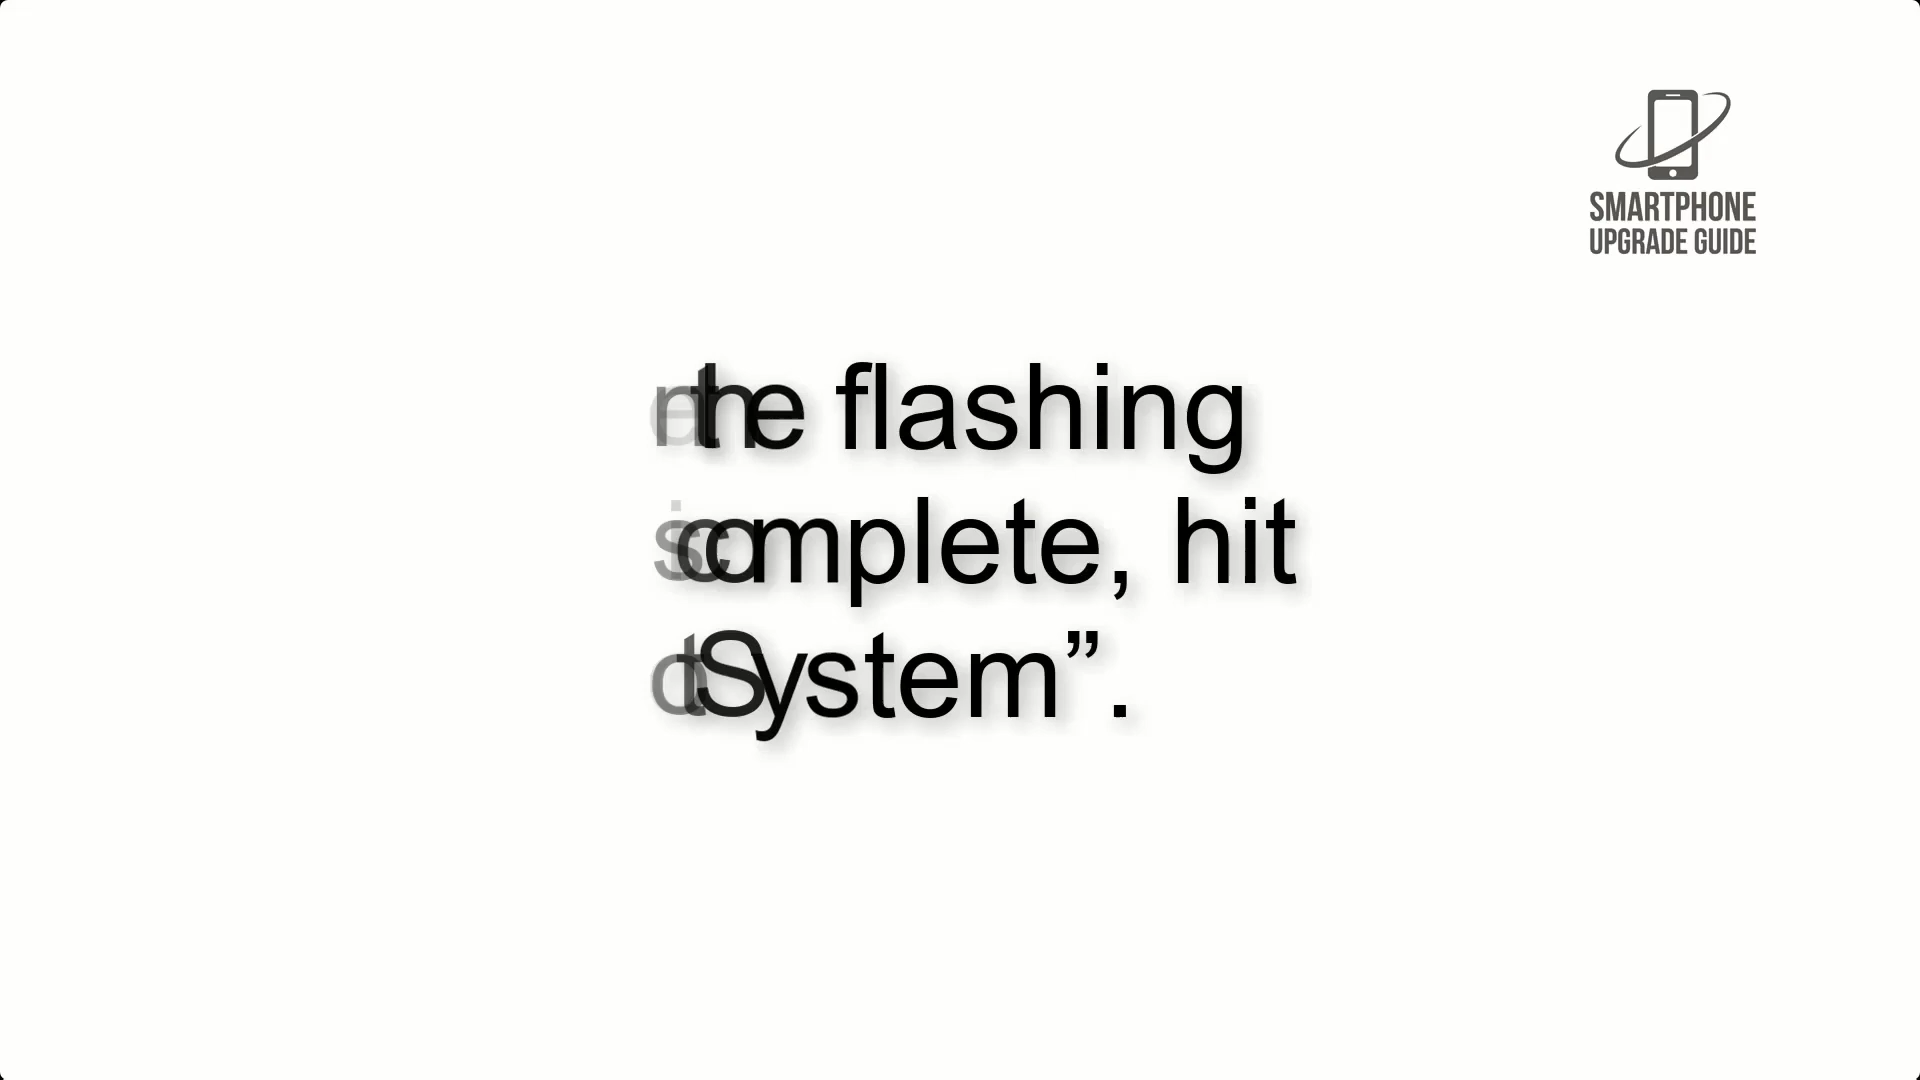 SMARTPHONE
UPGRADE GUIDE
the flashing
complete, hit
System”.